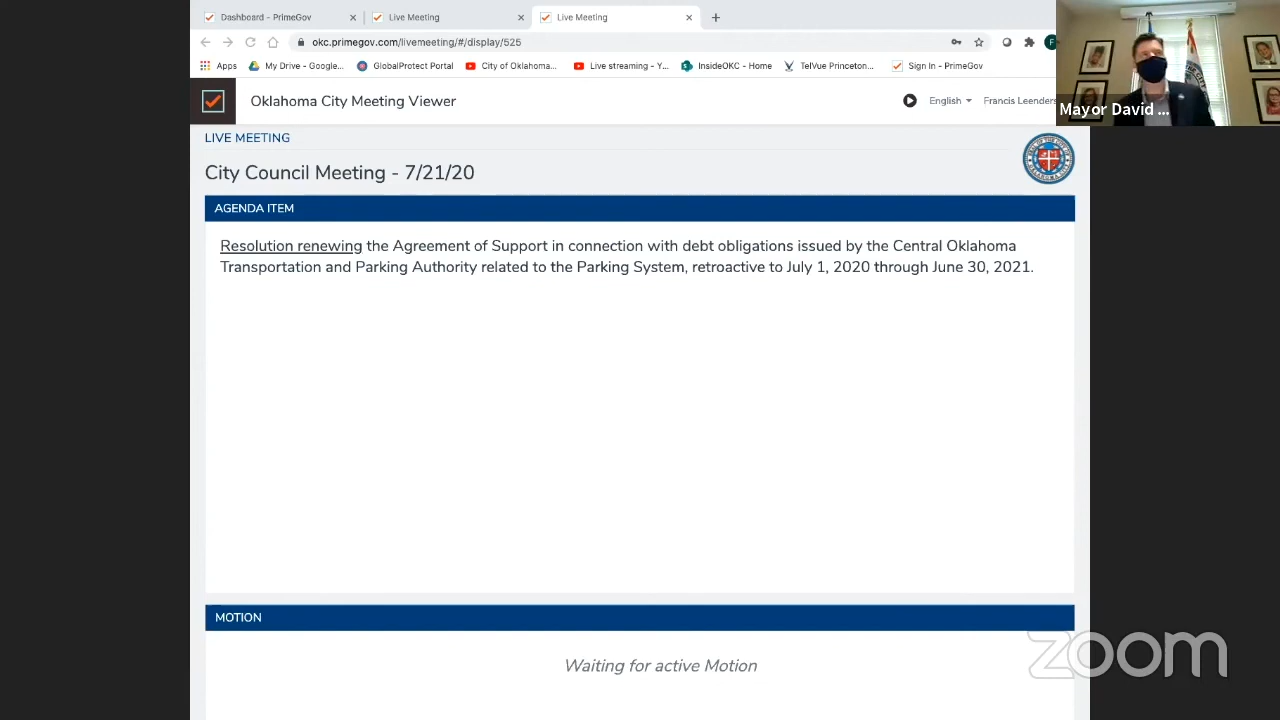 Dashboard - PrimeGov
Live Meeting
Live Meeting
okc.primegov.com/livemeeting/#/display/525
Apps
My Drive - Google...
GlobalProtect Portal
City of Oklahoma...
Live streaming - Y...
InsideOKC - Home
TelVue Princeton...
Sign In - PrimeGov
Oklahoma City Meeting Viewer
English
Francis Leenders
Mayor David ...
LIVE MEETING
City Council Meeting - 7/21/20
AGENDA ITEM
Resolution renewing the Agreement of Support in connection with debt obligations issued by the Central Oklahoma
Transportation and Parking Authority related to the Parking System, retroactive to July 1, 2020 through June 30, 2021.
MOTION
Waiting for active Motion
zoom